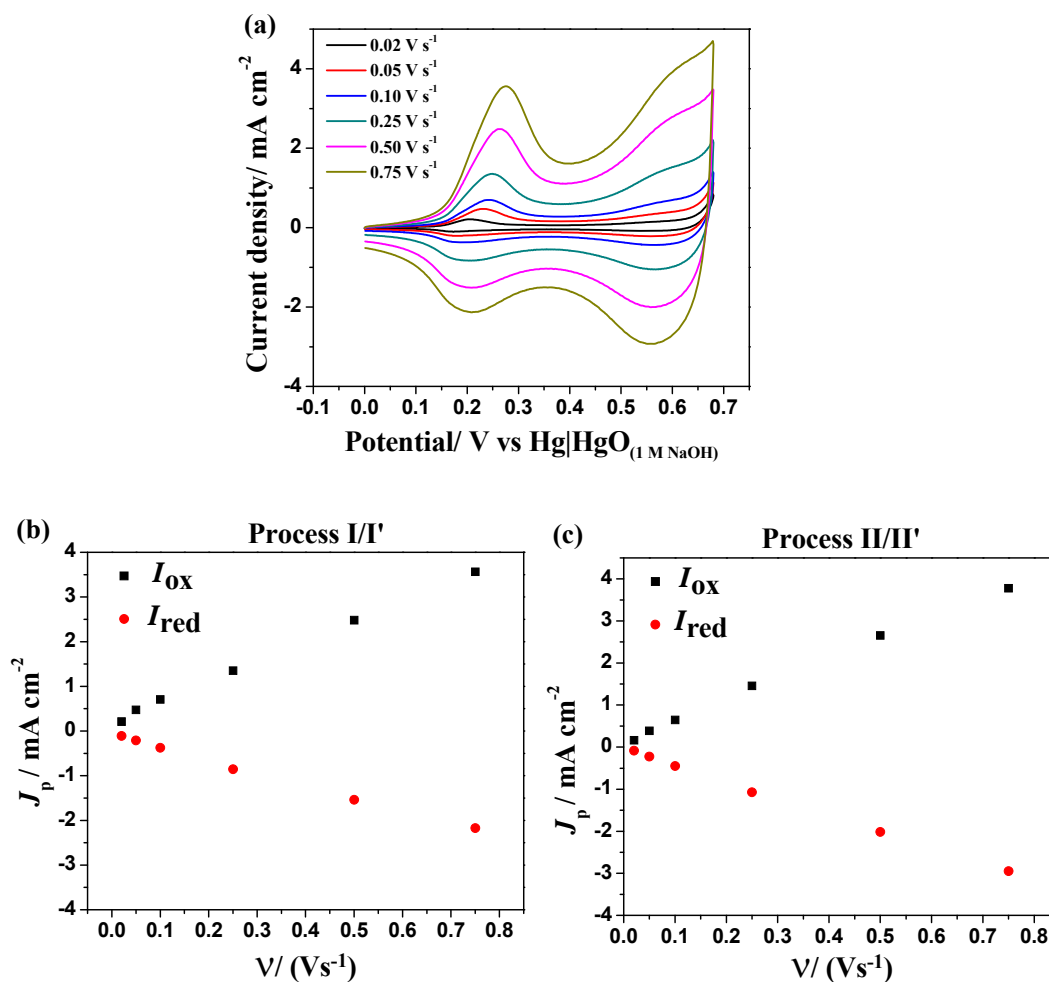 (a)
0.02 V s⁻¹
0.05 V s⁻¹
0.10 V s⁻¹
0.25 V s⁻¹
0.50 V s⁻¹
0.75 V s⁻¹
Current density/ mA cm⁻²
4
2
0
-2
-4
-0.1 0.0 0.1 0.2 0.3 0.4 0.5 0.6 0.7
Potential/ V vs Hg|HgO(1 M NaOH)
(b)
Process I/I'
I ox
I red
Jp / mA cm⁻²
4
3
2
1
0
-1
-2
-3
-4
0.0 0.1 0.2 0.3 0.4 0.5 0.6 0.7 0.8
ν/ (Vs⁻¹)
(c)
Process II/II'
I ox
I red
Jp / mA cm⁻²
4
3
2
1
0
-1
-2
-3
-4
0.0 0.1 0.2 0.3 0.4 0.5 0.6 0.7 0.8
ν/ (Vs⁻¹)